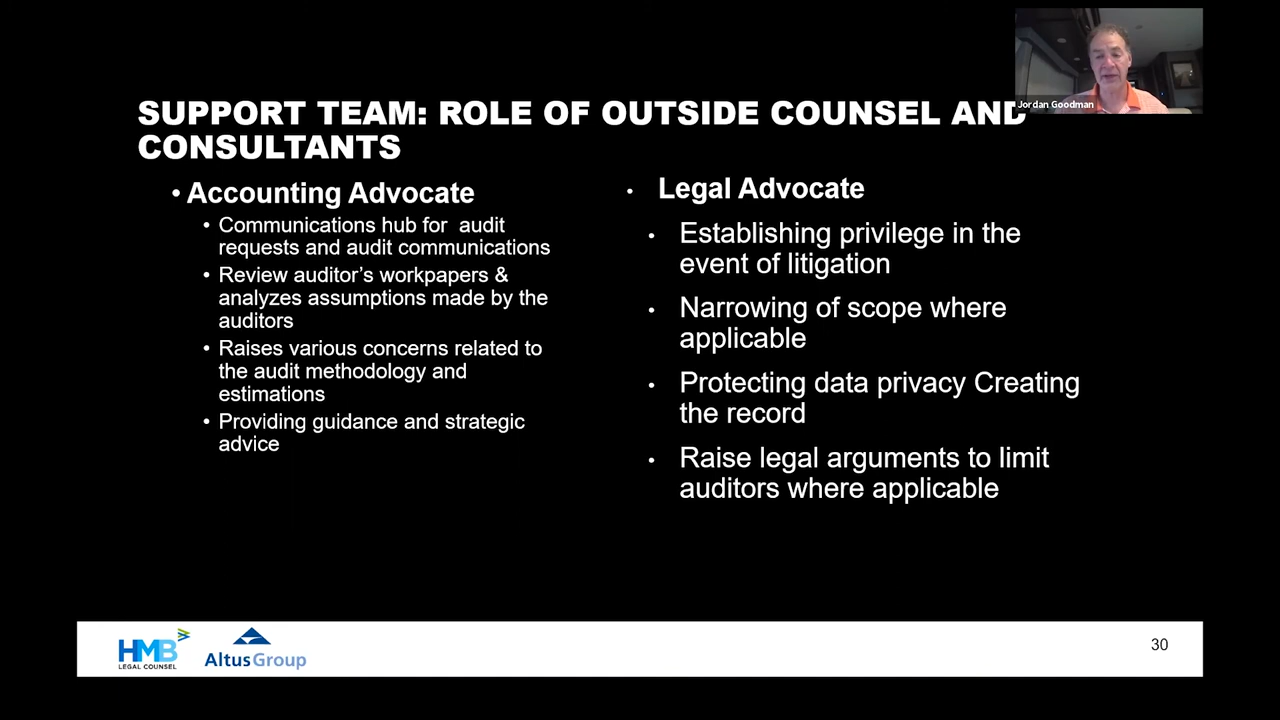 Jordan Goodman
SUPPORT TEAM: ROLE OF OUTSIDE COUNSEL AND
CONSULTANTS
• Accounting Advocate
• Communications hub for  audit
requests and audit communications
• Review auditor’s workpapers &
analyzes assumptions made by the
auditors
• Raises various concerns related to
the audit methodology and
estimations
• Providing guidance and strategic
advice
• Legal Advocate
• Establishing privilege in the
event of litigation
• Narrowing of scope where
applicable
• Protecting data privacy Creating
the record
• Raise legal arguments to limit
auditors where applicable
HMB
LEGAL COUNSEL
AltusGroup
30